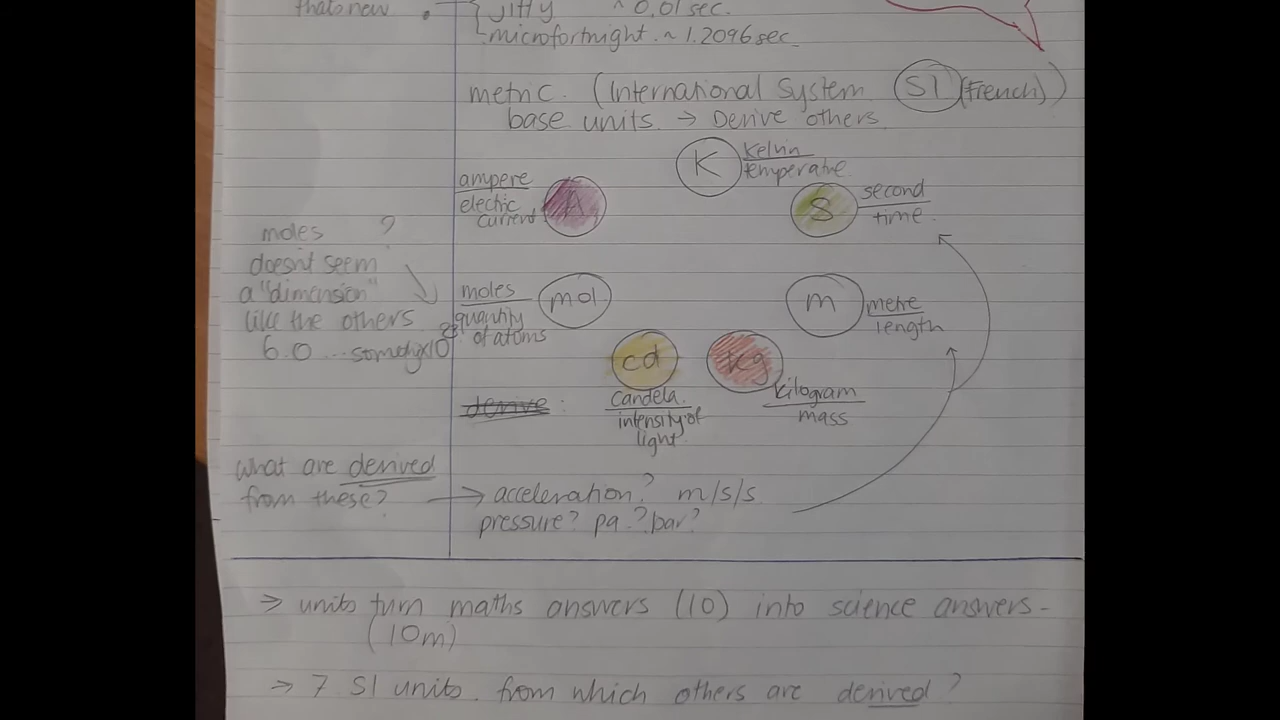 thats new
Jiffy ~ 0.01 sec.
microfortnight. ~ 1.2096 sec
metric. (International System SI (French))
base units → Derive others.
K Kelvin
temperature
ampere
electric
current A
S second
time.
moles ?
doesn't seem
a "dimension"
like the others
6.0 ... x10
moles
quantity
of atoms
mol
m metre
length
cd
Candela
intensity of
light
kg
kilogram
mass
derive :
what are derived
from these?
→ acceleration? m/s/s
pressure? pa.? bar?
⇒ units turn maths answers (10) into science answers -
(10m)
⇒ 7 SI units. from which others are derived ?